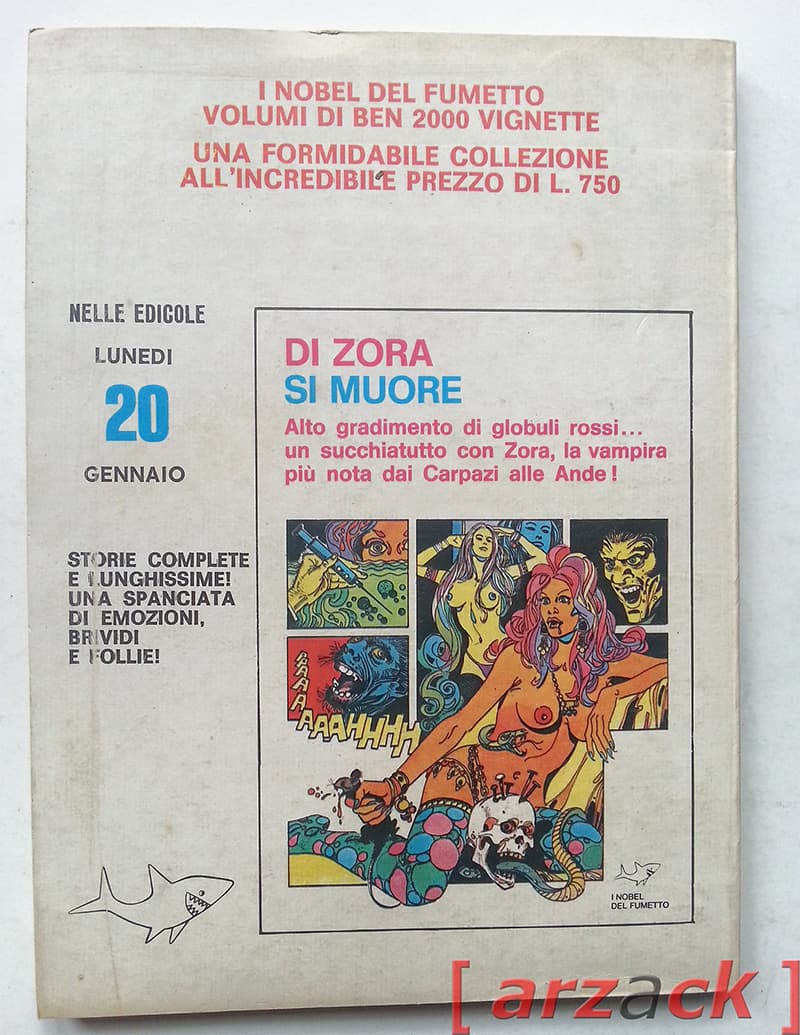 I NOBEL DEL FUMETTO
VOLUMI DI BEN 2000 VIGNETTE
UNA FORMIDABILE COLLEZIONE
ALL'INCREDIBILE PREZZO DI L. 750
NELLE EDICOLE
LUNEDI
20
GENNAIO
STORIE COMPLETE
E LUNGHISSIME!
UNA SPANCIATA
DI EMOZIONI,
BRIVIDI
E FOLLIE!
DI ZORA
SI MUORE
Alto gradimento di globuli rossi...
un succhiatutto con Zora, la vampira
più nota dai Carpazi alle Ande!
AAAAAAAHHHH
I NOBEL
DEL FUMETTO
[ arzack ]